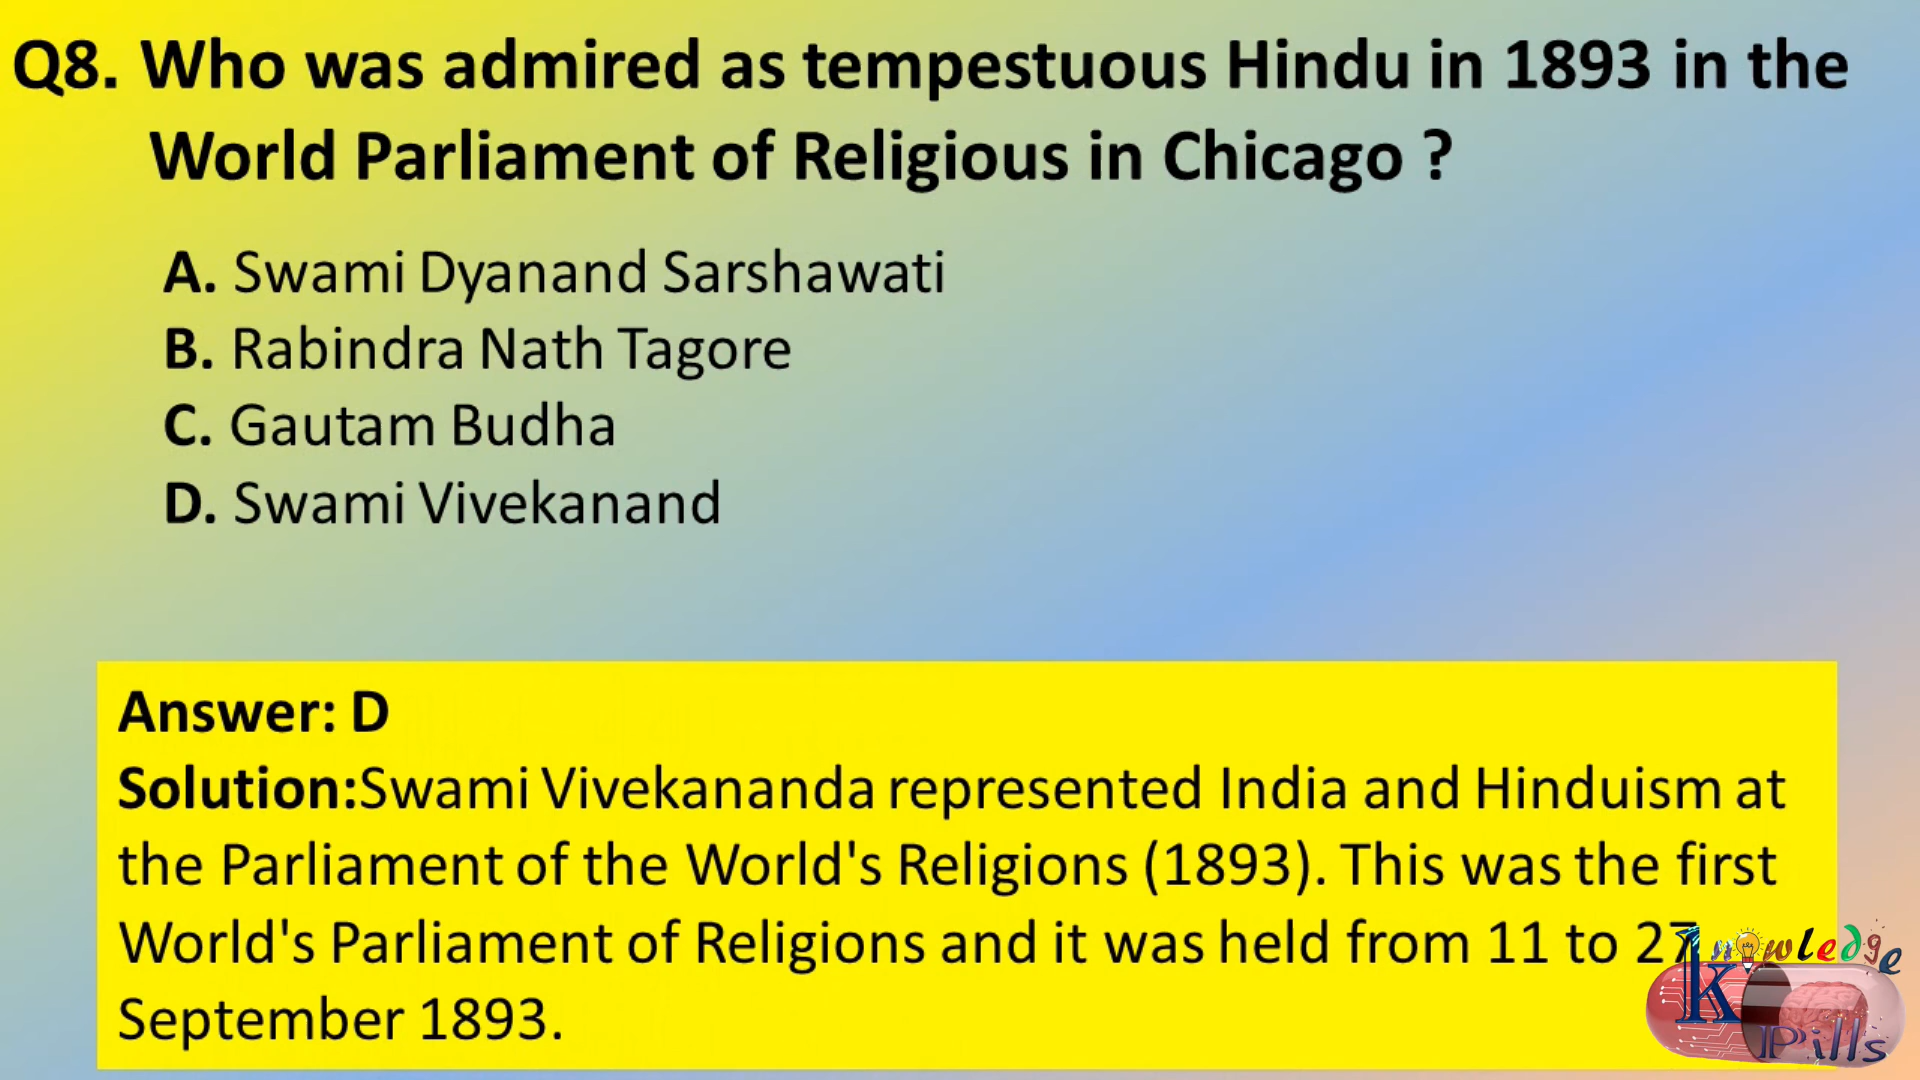 Q8. Who was admired as tempestuous Hindu in 1893 in the
World Parliament of Religious in Chicago ?
A. Swami Dyanand Sarshawati
B. Rabindra Nath Tagore
C. Gautam Budha
D. Swami Vivekanand
Answer: D
Solution:Swami Vivekananda represented India and Hinduism at
the Parliament of the World's Religions (1893). This was the first
World's Parliament of Religions and it was held from 11 to 27
September 1893.
Knowledge
Pills